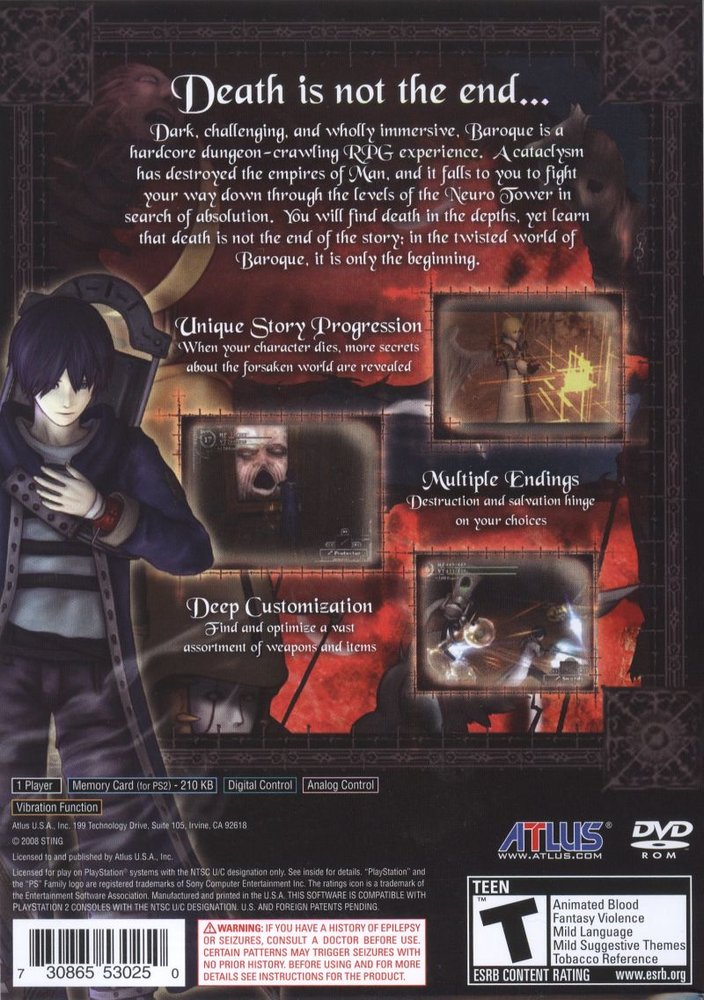 Death is not the end...
Dark, challenging, and wholly immersive, Baroque is a
hardcore dungeon-crawling RPG experience. A cataclysm
has destroyed the empires of Man, and it falls to you to fight
your way down through the levels of the Neuro Tower in
search of absolution. You will find death in the depths, yet learn
that death is not the end of the story; in the twisted world of
Baroque, it is only the beginning.
Unique Story Progression
When your character dies, more secrets
about the forsaken world are revealed
Multiple Endings
Destruction and salvation hinge
on your choices
Deep Customization
Find and optimize a vast
assortment of weapons and items
1 Player
Memory Card (for PS2) - 210 KB
Digital Control
Analog Control
Vibration Function
Atlus U.S.A., Inc. 199 Technology Drive, Suite 105, Irvine, CA 92618
© 2008 STING
Licensed to and published by Atlus U.S.A., Inc.
Licensed for play on PlayStation® systems with the NTSC U/C designation only. See inside for details. "PlayStation" and
the "PS" Family logo are registered trademarks of Sony Computer Entertainment Inc. The ratings icon is a trademark of
the Entertainment Software Association. Manufactured and printed in the U.S.A. THIS SOFTWARE IS COMPATIBLE WITH
PLAYSTATION 2 CONSOLES WITH THE NTSC U/C DESIGNATION. U.S. AND FOREIGN PATENTS PENDING.
ATLUS®
WWW.ATLUS.COM
DVD
ROM
7 30865 53025 0
WARNING: IF YOU HAVE A HISTORY OF EPILEPSY
OR SEIZURES, CONSULT A DOCTOR BEFORE USE.
CERTAIN PATTERNS MAY TRIGGER SEIZURES WITH
NO PRIOR HISTORY. BEFORE USING AND FOR MORE
DETAILS SEE INSTRUCTIONS FOR THE PRODUCT.
TEEN
T
Animated Blood
Fantasy Violence
Mild Language
Mild Suggestive Themes
Tobacco Reference
ESRB CONTENT RATING www.esrb.org